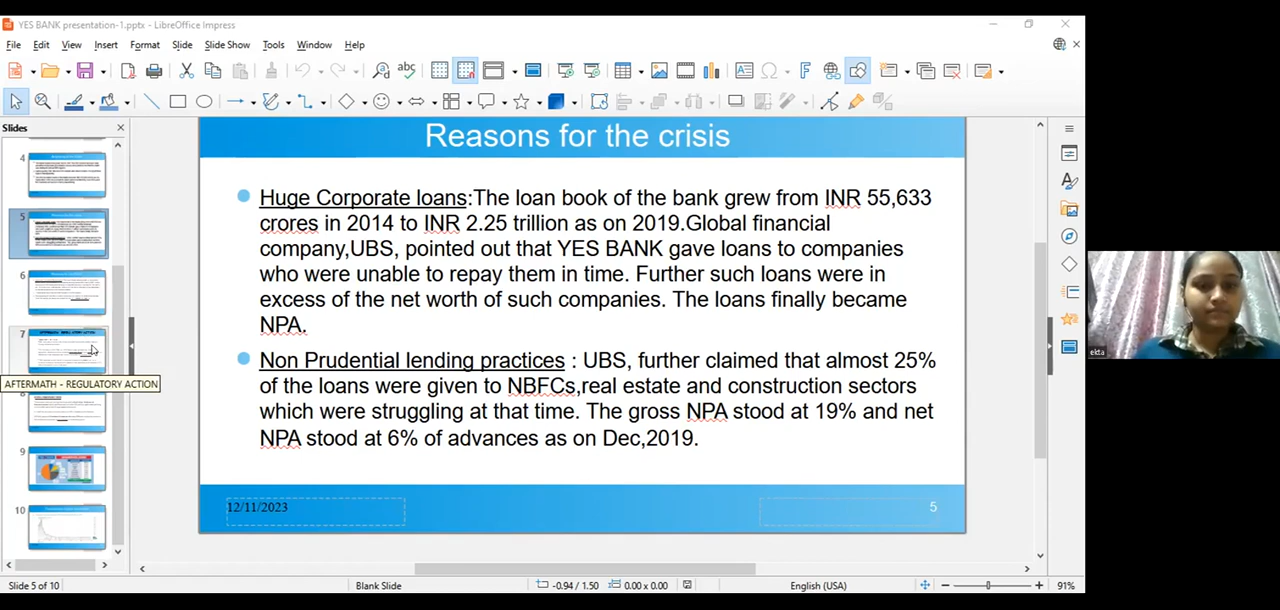 YES BANK presentation-1.pptx - LibreOffice Impress
File Edit View Insert Format Slide Slide Show Tools Window Help
Slides
4
5
6
7
AFTERMATH - REGULATORY ACTION
8
9
10
Reasons for the crisis
Huge Corporate loans:The loan book of the bank grew from INR 55,633
crores in 2014 to INR 2.25 trillion as on 2019.Global financial
company,UBS, pointed out that YES BANK gave loans to companies
who were unable to repay them in time. Further such loans were in
excess of the net worth of such companies. The loans finally became
NPA.
Non Prudential lending practices : UBS, further claimed that almost 25%
of the loans were given to NBFCs,real estate and construction sectors
which were struggling at that time. The gross NPA stood at 19% and net
NPA stood at 6% of advances as on Dec,2019.
12/11/2023
5
ekta
Slide 5 of 10
Blank Slide
-0.94 / 1.50
0.00 x 0.00
English (USA)
91%